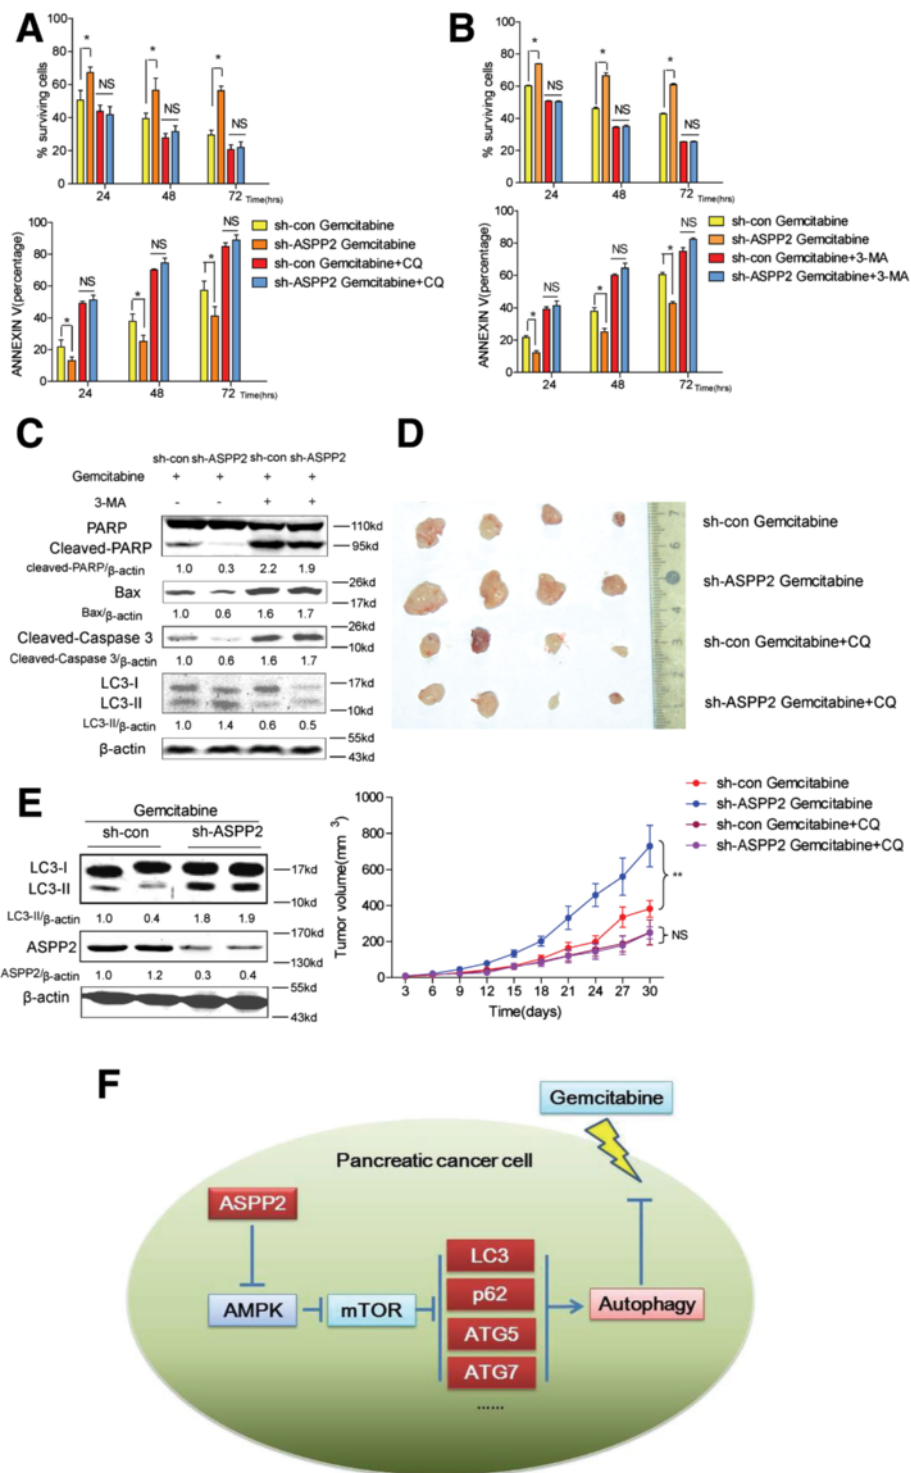 A
% surviving cells
100
80
60
40
20
0
* NS
* NS
* NS
24 48 72 Time(hrs)
ANNEXIN V(percentage)
100
80
60
40
20
0
* NS
* NS
* NS
24 48 72 Time(hrs)
sh-con Gemcitabine
sh-ASPP2 Gemcitabine
sh-con Gemcitabine+CQ
sh-ASPP2 Gemcitabine+CQ
B
% surviving cells
100
80
60
40
20
0
* NS
* NS
* NS
24 48 72 Time(hrs)
ANNEXIN V(percentage)
100
80
60
40
20
0
* NS
* NS
* NS
24 48 72 Time(hrs)
sh-con Gemcitabine
sh-ASPP2 Gemcitabine
sh-con Gemcitabine+3-MA
sh-ASPP2 Gemcitabine+3-MA
C
sh-con sh-ASPP2 sh-con sh-ASPP2
Gemcitabine + + + +
3-MA - - + +
PARP 110kd
Cleaved-PARP 95kd
cleaved-PARP/β-actin 1.0 0.3 2.2 1.9
Bax 26kd
17kd
Bax/β-actin 1.0 0.6 1.6 1.7
26kd
Cleaved-Caspase 3 10kd
Cleaved-Caspase 3/β-actin 1.0 0.6 1.6 1.7
LC3-I 17kd
LC3-II 10kd
LC3-II/β-actin 1.0 1.4 0.6 0.5
β-actin 55kd
43kd
D
sh-con Gemcitabine
sh-ASPP2 Gemcitabine
sh-con Gemcitabine+CQ
sh-ASPP2 Gemcitabine+CQ
7
6
4
3
2
E
Gemcitabine
sh-con sh-ASPP2
LC3-I 17kd
LC3-II
10kd
LC3-II/β-actin 1.0 0.4 1.8 1.9
170kd
ASPP2
130kd
ASPP2/β-actin 1.0 1.2 0.3 0.4
β-actin 55kd
43kd
Tumor volume(mm3)
1000
800
600
400
200
0
3 6 9 12 15 18 21 24 27 30
Time(days)
**
NS
sh-con Gemcitabine
sh-ASPP2 Gemcitabine
sh-con Gemcitabine+CQ
sh-ASPP2 Gemcitabine+CQ
F
Gemcitabine
Pancreatic cancer cell
ASPP2
AMPK
mTOR
LC3
p62
ATG5
ATG7
......
Autophagy